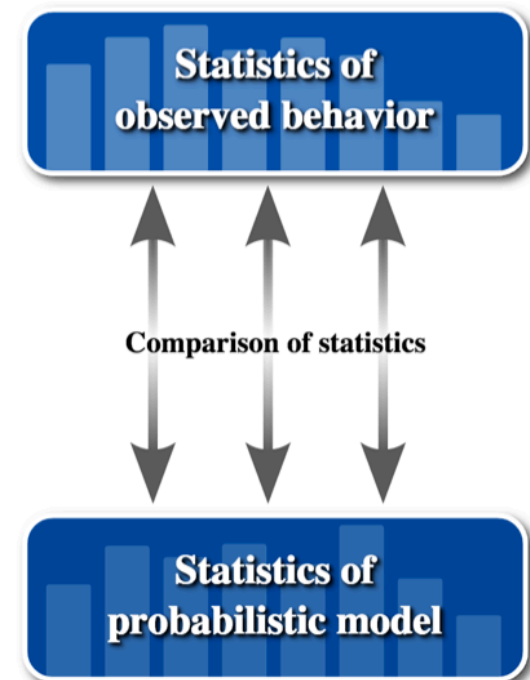 Statistics of
observed behavior
Comparison of statistics
Statistics of
probabilistic model